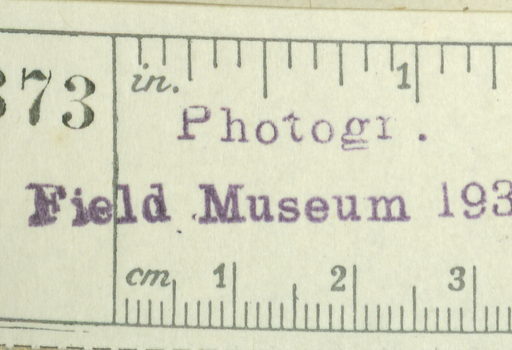 373
in. 1
Photogr.
Field Museum 193
cm 1 2 3